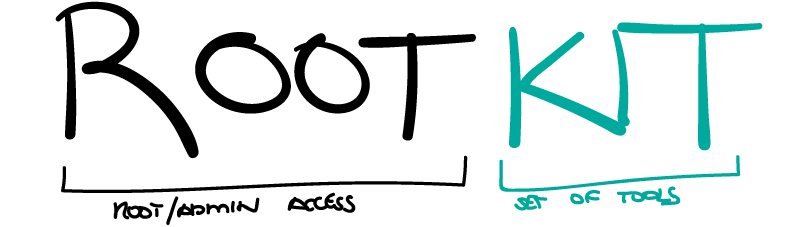 ROOT KIT
ROOT/ADMIN ACCESS SET OF TOOLS